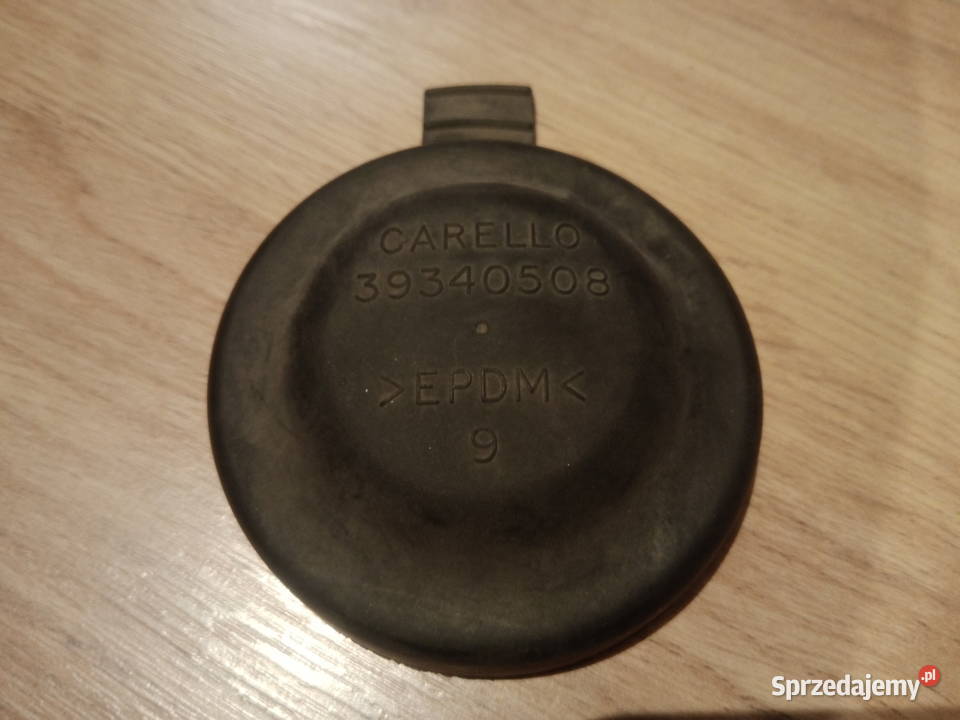 CARELLO
39340508
>EPDM<
9
Sprzedajemy.pl